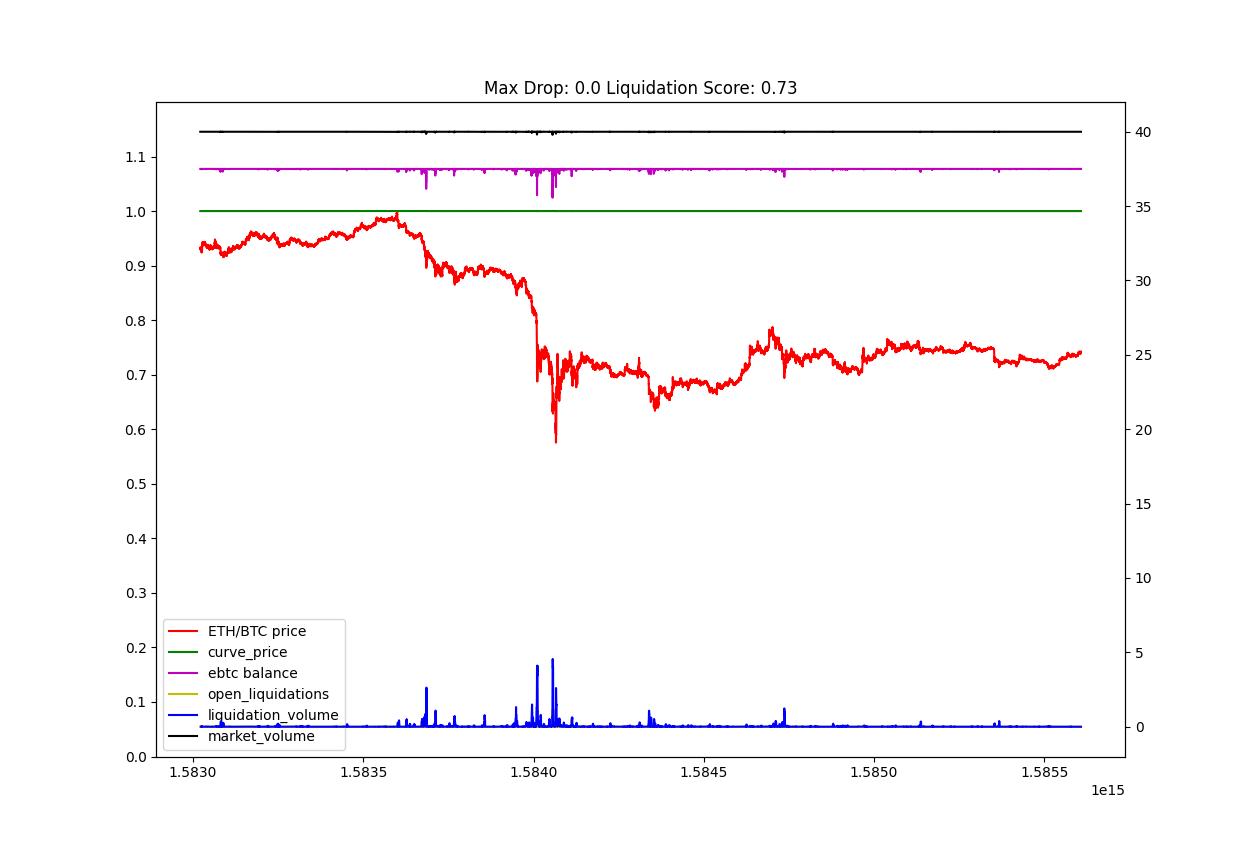 Max Drop: 0.0 Liquidation Score: 0.73
1.1
1.0
0.9
0.8
0.7
0.6
0.5
0.4
0.3
0.2
0.1
0.0
40
35
30
25
20
15
10
5
0
ETH/BTC price
curve_price
ebtc balance
open_liquidations
liquidation_volume
market_volume
1.5830 1.5835 1.5840 1.5845 1.5850 1.5855
1e15